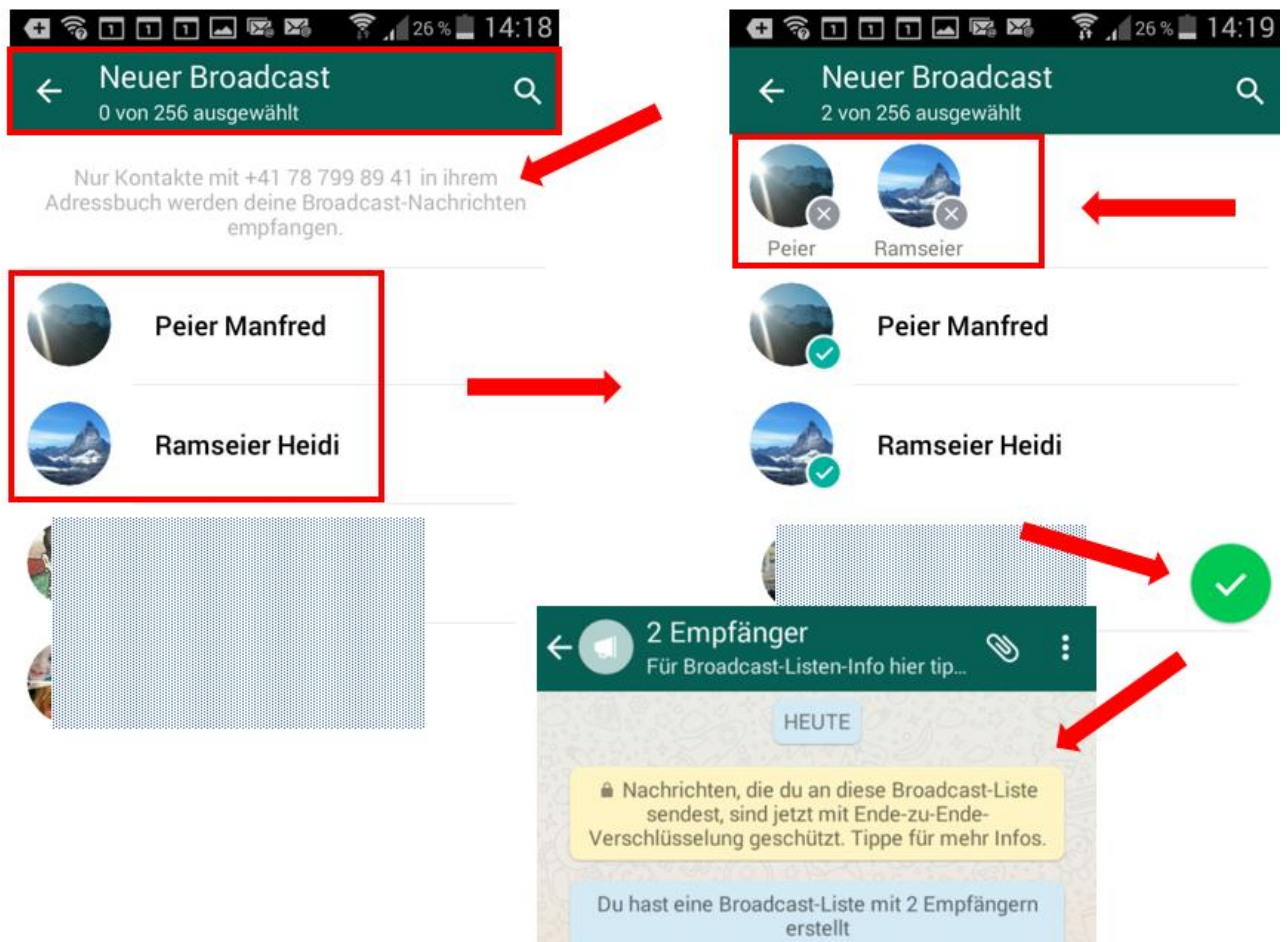 26 % 14:18
Neuer Broadcast
0 von 256 ausgewählt
Nur Kontakte mit +41 78 799 89 41 in ihrem
Adressbuch werden deine Broadcast-Nachrichten
empfangen.
Peier Manfred
Ramseier Heidi
26 % 14:19
Neuer Broadcast
2 von 256 ausgewählt
Peier Ramseier
Peier Manfred
Ramseier Heidi
2 Empfänger
Für Broadcast-Listen-Info hier tip...
HEUTE
Nachrichten, die du an diese Broadcast-Liste
sendest, sind jetzt mit Ende-zu-Ende-
Verschlüsselung geschützt. Tippe für mehr Infos.
Du hast eine Broadcast-Liste mit 2 Empfängern
erstellt